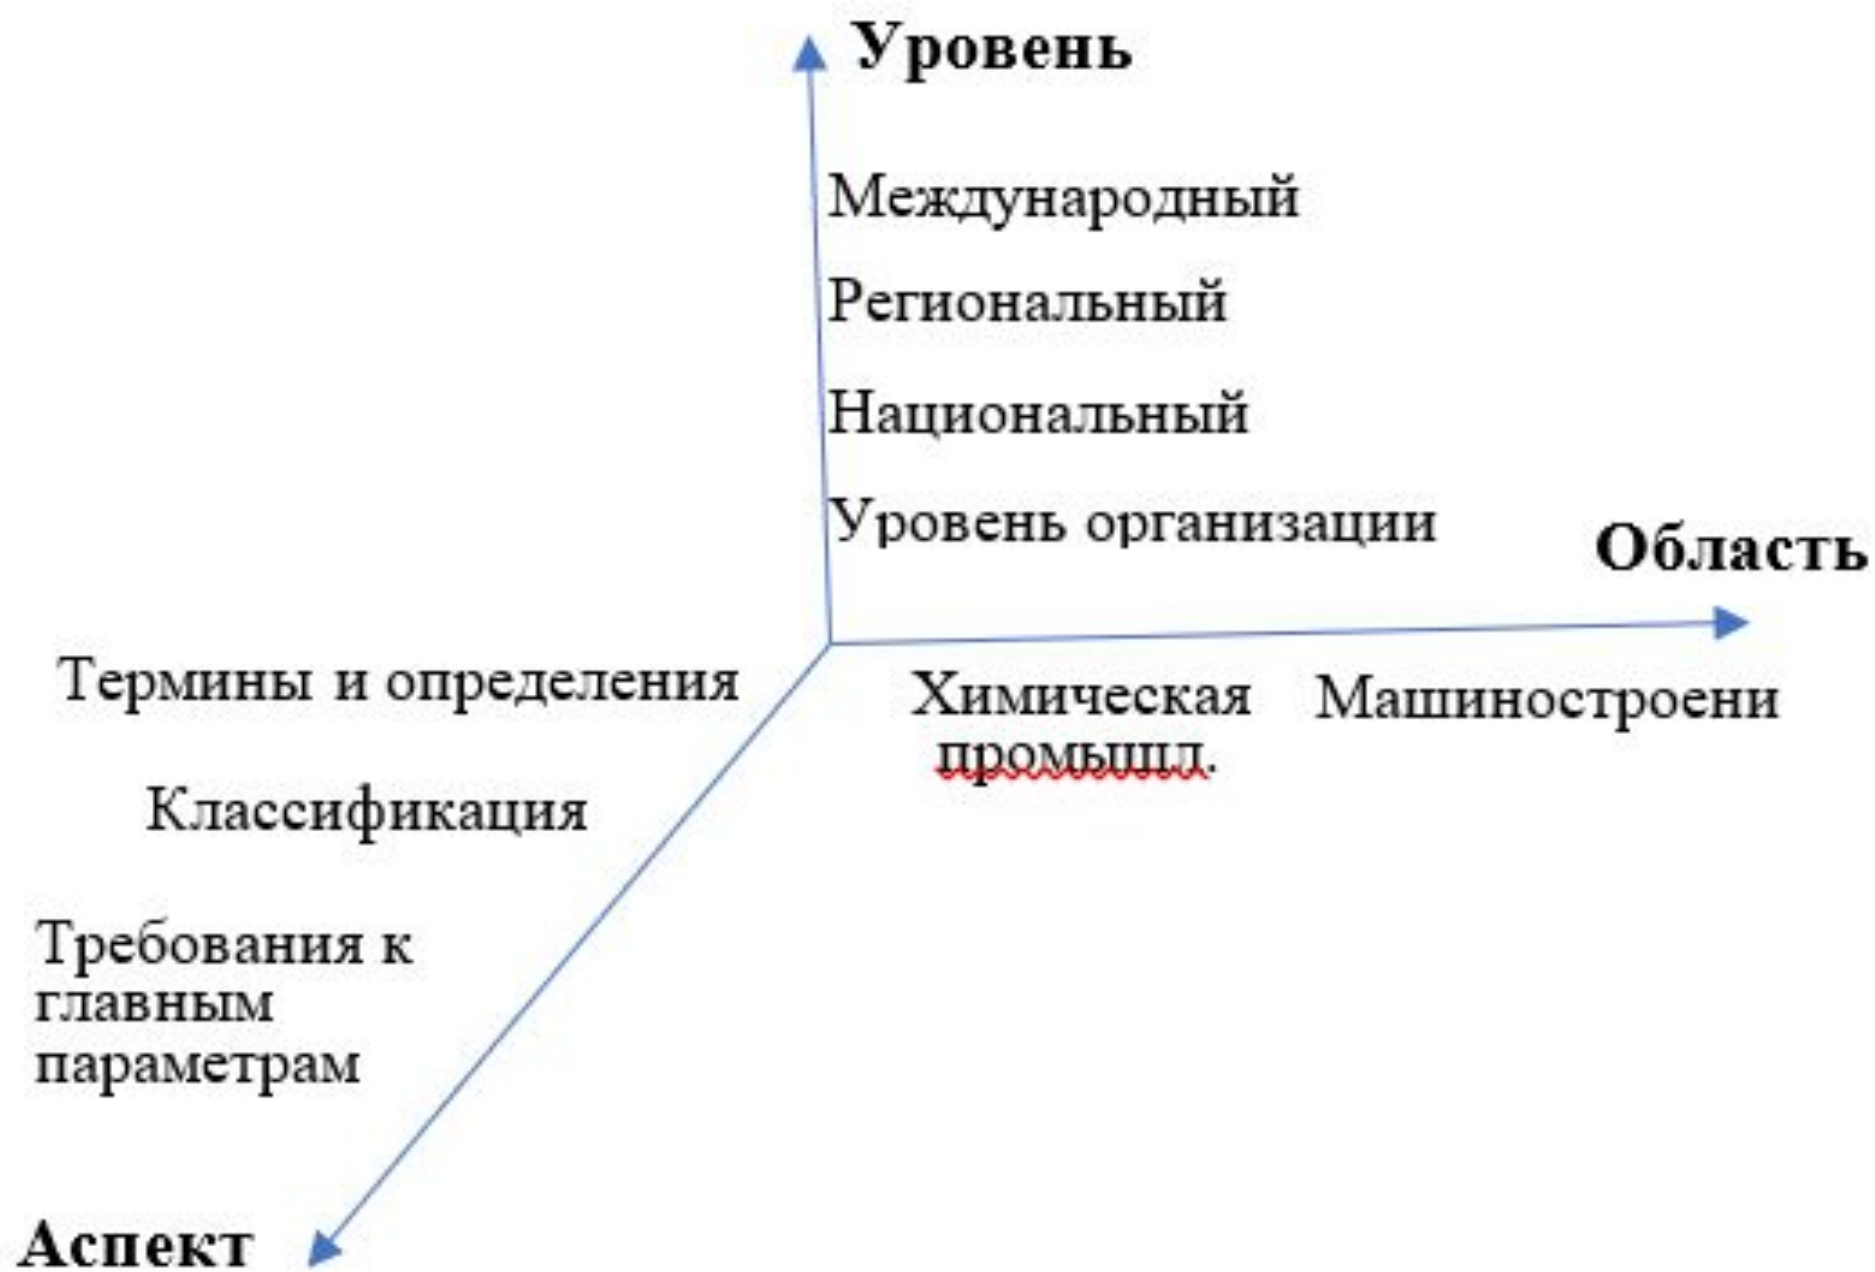 Уровень
Международный
Региональный
Национальный
Уровень организации
Область
Термины и определения
Химическая
промышл.
Машиностроени
Классификация
Требования к
главным
параметрам
Аспект